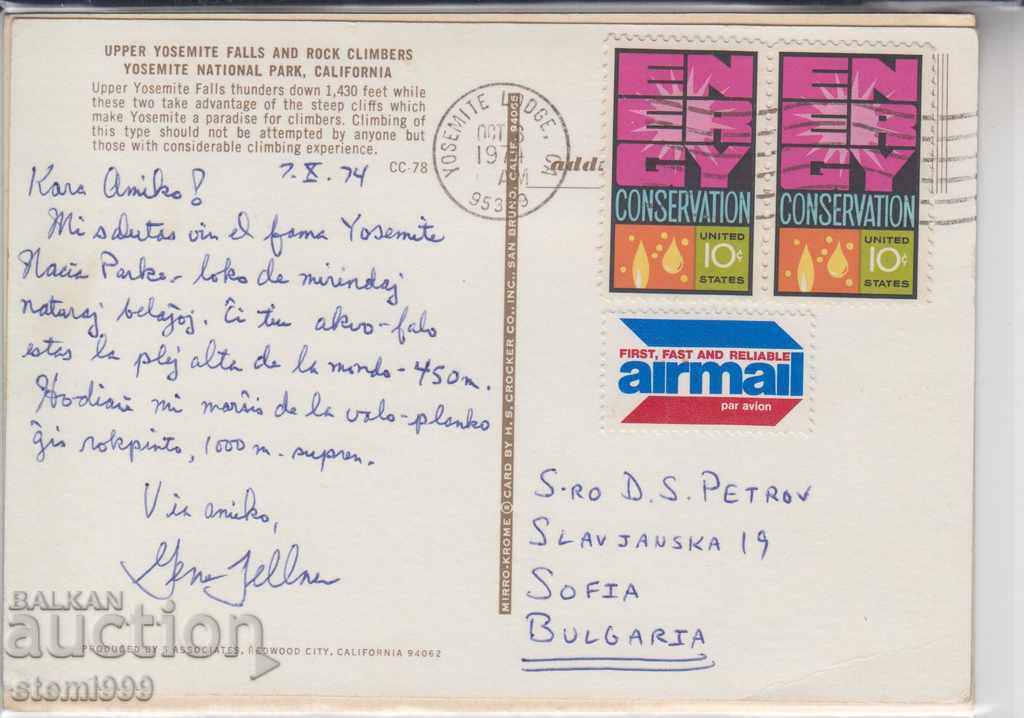 UPPER YOSEMITE FALLS AND ROCK CLIMBERS
YOSEMITE NATIONAL PARK, CALIFORNIA
Upper Yosemite Falls thunders down 1,430 feet while
these two take advantage of the steep cliffs which
make Yosemite a paradise for climbers. Climbing of
this type should not be attempted by anyone but
those with considerable climbing experience.
CC-78
7.X.74
Kara Amiko!
Mi salutas vin el fama Yosemite
Nacia Parko - loko de mirindaj
naturaj belaĵoj. Ĉi tiu akvo-falo
estas la plej alta de la mondo - 450m.
Hodiaŭ mi marŝis de la valo-planko
ĝis rokpinto, 1000 m. supren.
Via amiko,
Gene Fellner
PRODUCED BY ASSOCIATES, REDWOOD CITY, CALIFORNIA 94062
MIRRO-KROME ® CARD BY H. S. CROCKER CO., INC., SAN BRUNO, CALIF. 94066
YOSEMITE LODGE,
OCT
1974
AM
add
ENERGY
CONSERVATION
UNITED
10¢
STATES
ENERGY
CONSERVATION
UNITED
10¢
STATES
FIRST, FAST AND RELIABLE
airmail
par avion
S-RO D. S. PETROV
SLAVJANSKA 19
SOFIA
BULGARIA
BALKAN
auction
stemi999